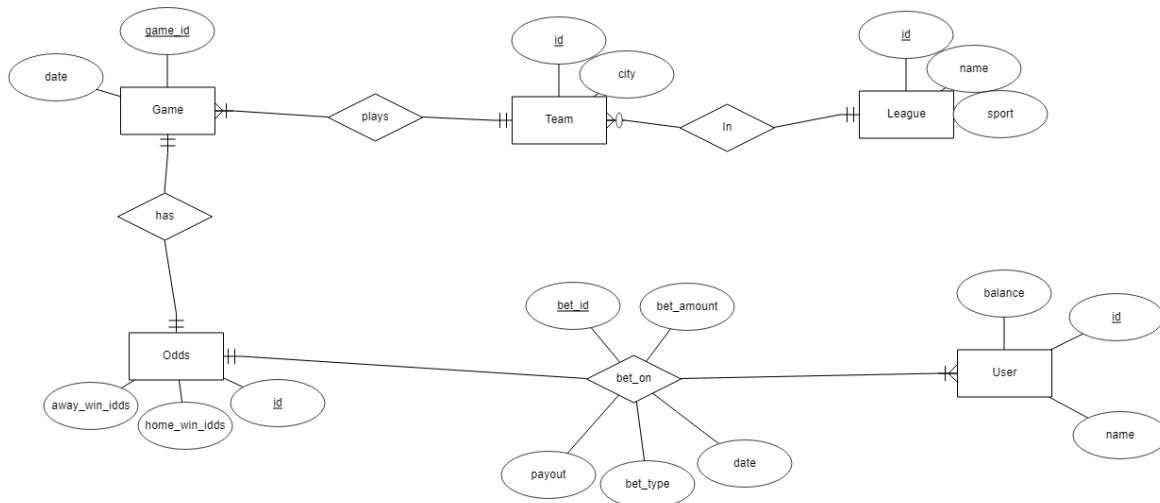 game_id
date
Game
plays
id
city
Team
In
id
name
sport
League
has
Odds
away_win_idds
home_win_idds
id
bet_id
bet_amount
bet_on
payout
bet_type
date
balance
id
User
name